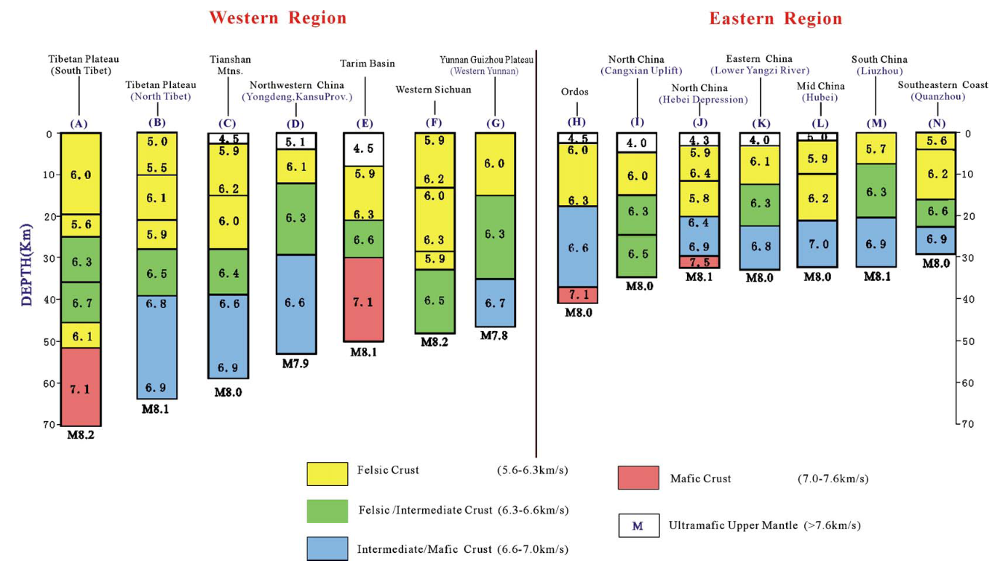 Western Region
Eastern Region
Tibetan Plateau
(South Tibet)
(A)
Tibetan Plateau
(North Tibet)
(B)
Tianshan
Mtns.
(C)
Northwestern China
(Yongdeng,KansuProv.)
(D)
Tarim Basin
(E)
Western Sichuan
(F)
Yunnan Guizhou Plateau
(Western Yunnan)
(G)
Ordos
(H)
North China
(Cangxian Uplift)
(I)
North China
(Hebei Depression)
(J)
Eastern China
(Lower Yangzi River)
(K)
Mid China
(Hubei)
(L)
South China
(Liuzhou)
(M)
Southeastern Coast
(Quanzhou)
(N)
DEPTH(Km)
0
10
20
30
40
50
60
70
6.0
5.6
6.3
6.7
6.1
7.1
M8.2
5.0
5.5
6.1
5.9
6.5
6.8
6.9
M8.1
4.5
5.9
6.2
6.0
6.4
6.6
6.9
M8.0
5.1
6.1
6.3
6.6
M7.9
4.5
5.9
6.3
6.6
7.1
M8.1
5.9
6.2
6.0
6.3
5.9
6.5
M8.2
6.0
6.3
6.7
M7.8
4.5
6.0
6.3
6.6
7.1
M8.0
4.0
6.0
6.3
6.5
M8.0
4.3
5.9
6.4
5.8
6.4
6.9
7.5
M8.1
4.0
6.1
6.3
6.8
M8.0
5.0
5.9
6.2
7.0
M8.0
5.7
6.3
6.9
M8.1
5.6
6.2
6.6
6.9
M8.0
0
10
20
30
40
50
60
70
Felsic Crust (5.6-6.3km/s)
Felsic /Intermediate Crust (6.3-6.6km/s)
Intermediate/Mafic Crust (6.6-7.0km/s)
Mafic Crust (7.0-7.6km/s)
M Ultramafic Upper Mantle (>7.6km/s)